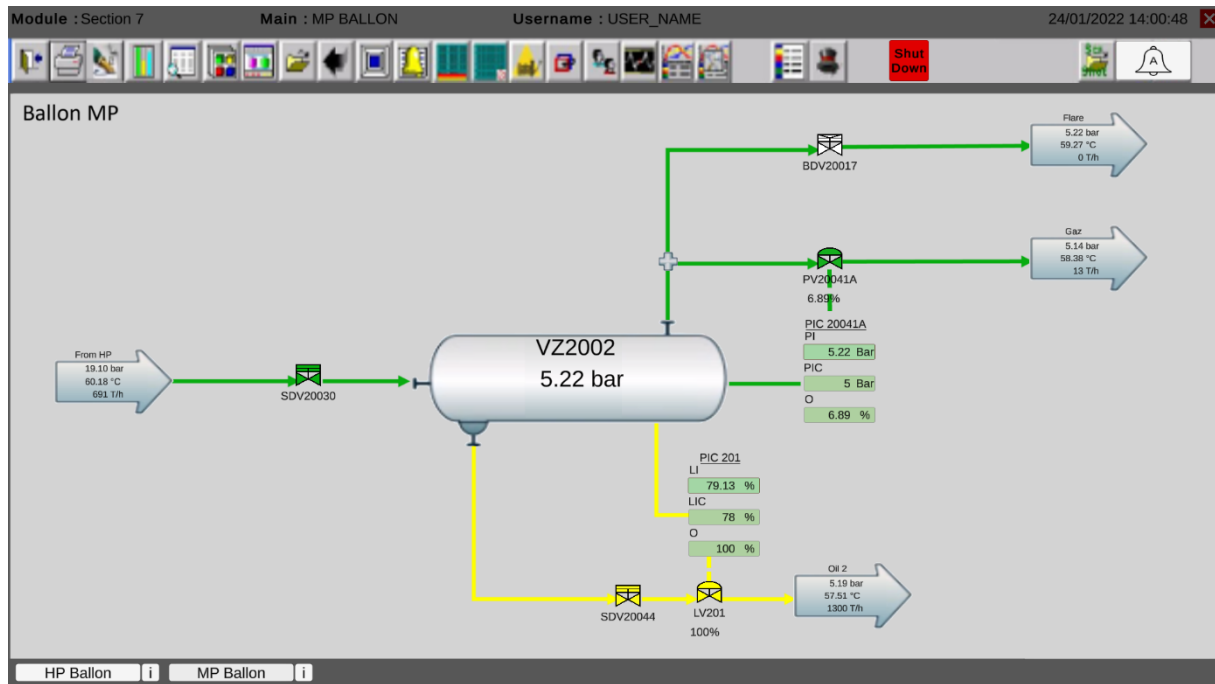 Module : Section 7
Main : MP BALLON
Username : USER_NAME
24/01/2022 14:00:48
Shut
Down
A
Ballon MP
Flare
5.22 bar
59.27 °C
0 T/h
BDV20017
Gaz
5.14 bar
58.38 °C
13 T/h
PV20041A
6.89%
PIC 20041A
PI
5.22 Bar
PIC
5 Bar
O
6.89 %
VZ2002
5.22 bar
From HP
19.10 bar
60.18 °C
691 T/h
SDV20030
PIC 201
LI
79.13 %
LIC
78 %
O
100 %
Oil 2
5.19 bar
57.51 °C
1300 T/h
SDV20044
LV201
100%
HP Ballon
i
MP Ballon
i